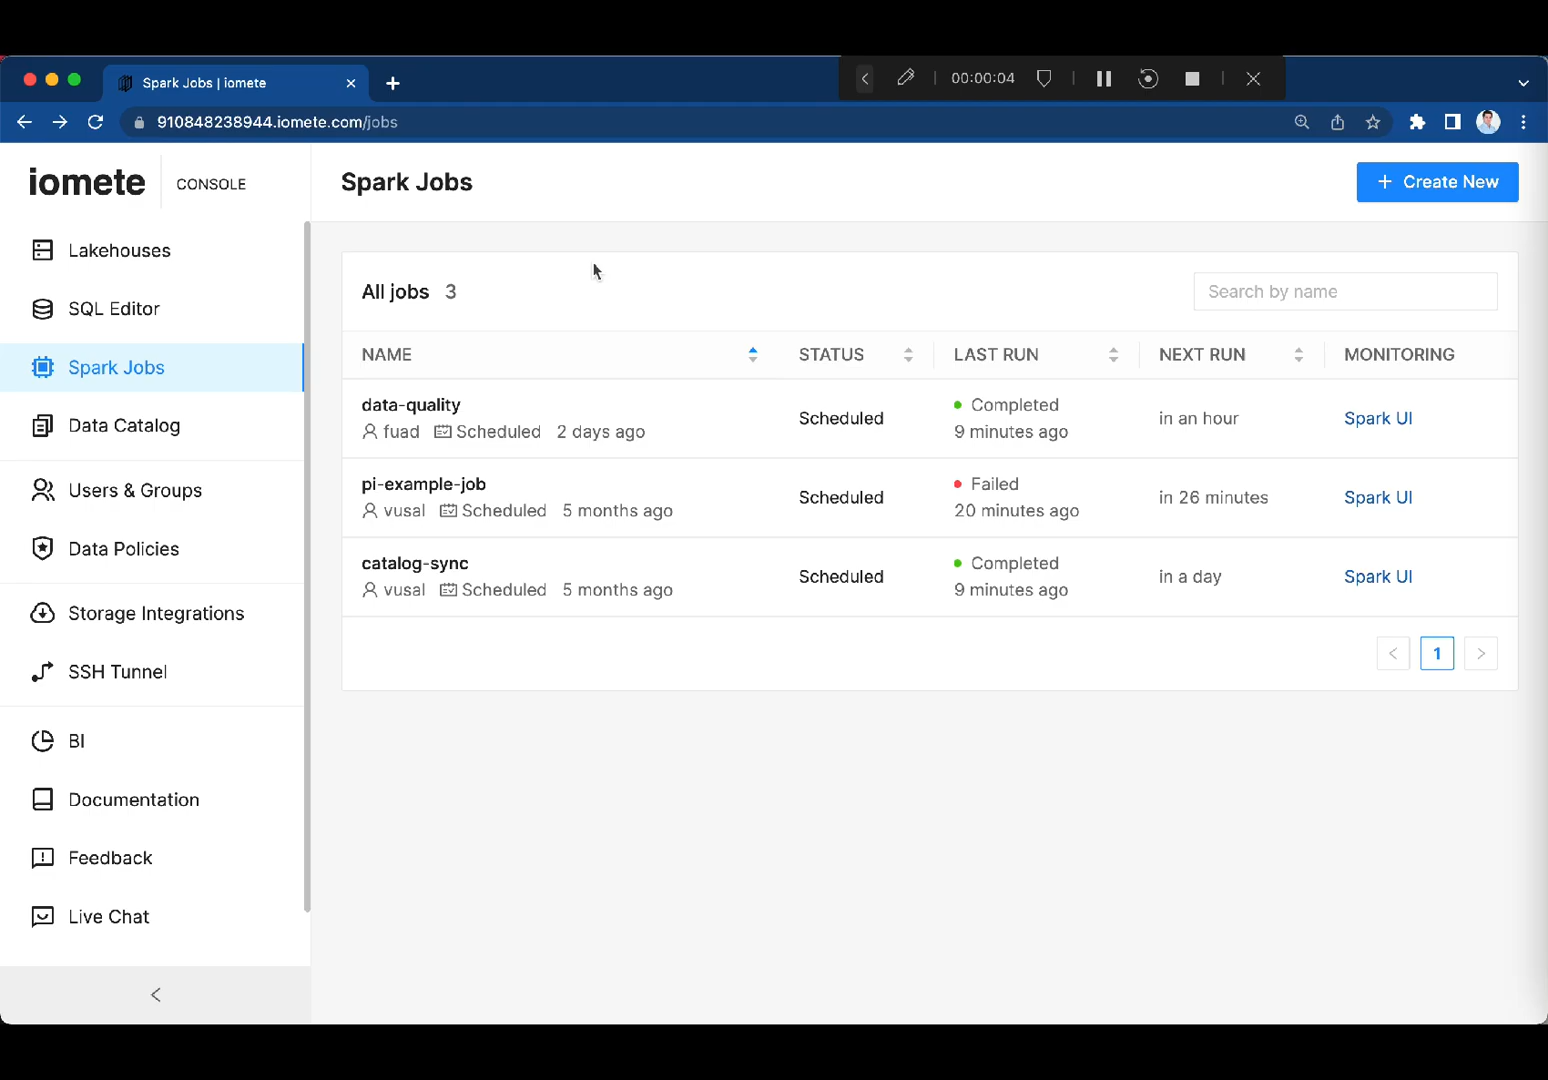 Spark Jobs | iomete
00:00:04
910848238944.iomete.com/jobs
iomete CONSOLE
Spark Jobs
+ Create New
Lakehouses
SQL Editor
Spark Jobs
Data Catalog
Users & Groups
Data Policies
Storage Integrations
SSH Tunnel
BI
Documentation
Feedback
Live Chat
All jobs 3
Search by name
NAME STATUS LAST RUN NEXT RUN MONITORING
data-quality
fuad Scheduled 2 days ago
Scheduled
Completed
9 minutes ago
in an hour
Spark UI
pi-example-job
vusal Scheduled 5 months ago
Scheduled
Failed
20 minutes ago
in 26 minutes
Spark UI
catalog-sync
vusal Scheduled 5 months ago
Scheduled
Completed
9 minutes ago
in a day
Spark UI
1